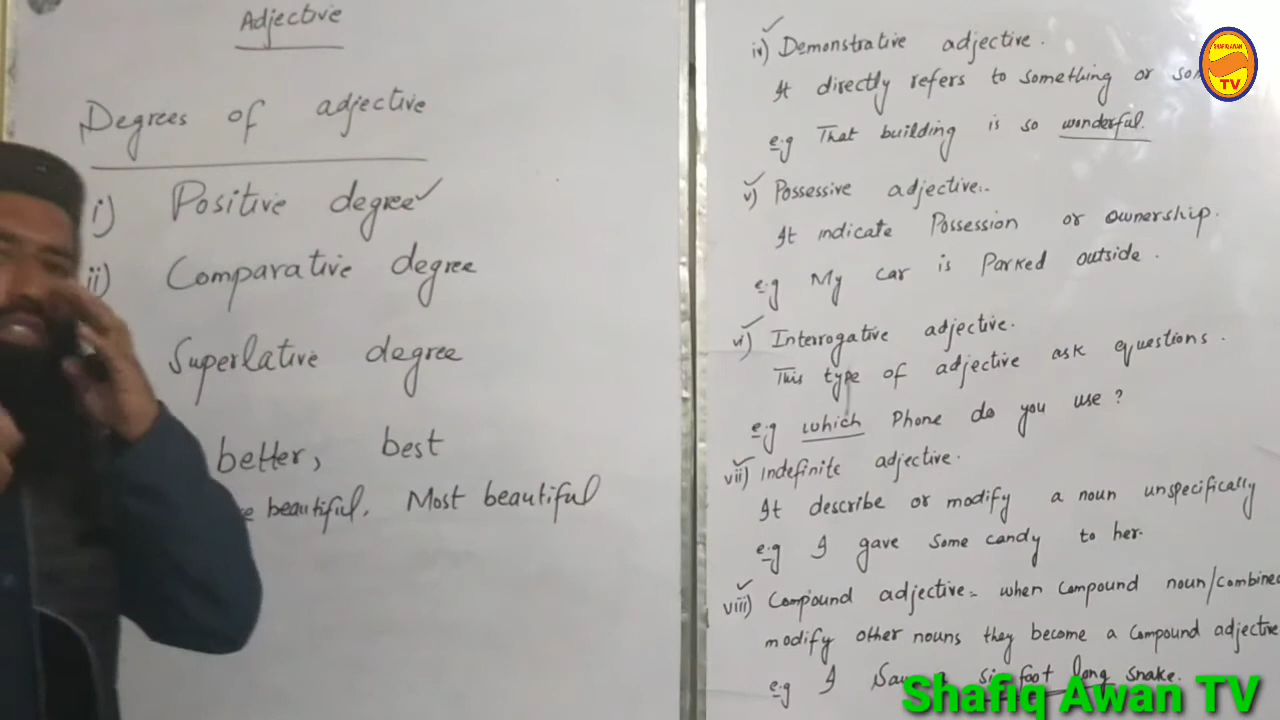 Adjective
Degrees of adjective
i) Positive degree
ii) Comparative degree
Superlative degree
better, best
beautiful. Most beautiful
iv) Demonstrative adjective.
It directly refers to something or
e.g That building is so wonderful.
v) Possessive adjective:.
It indicate Possession or ownership.
e.g My car is Parked outside.
vi) Interrogative adjective.
This type of adjective ask questions.
e.g which Phone do you use?
vii) indefinite adjective.
It describe or modify a noun unspecifically
e.g I gave Some candy to her.
viii) Compound adjective:. when compound noun/combined
modify other nouns they become a compound adjective
e.g I foot long snake.
SHAFIQ AWAN
TV
Shafiq Awan TV